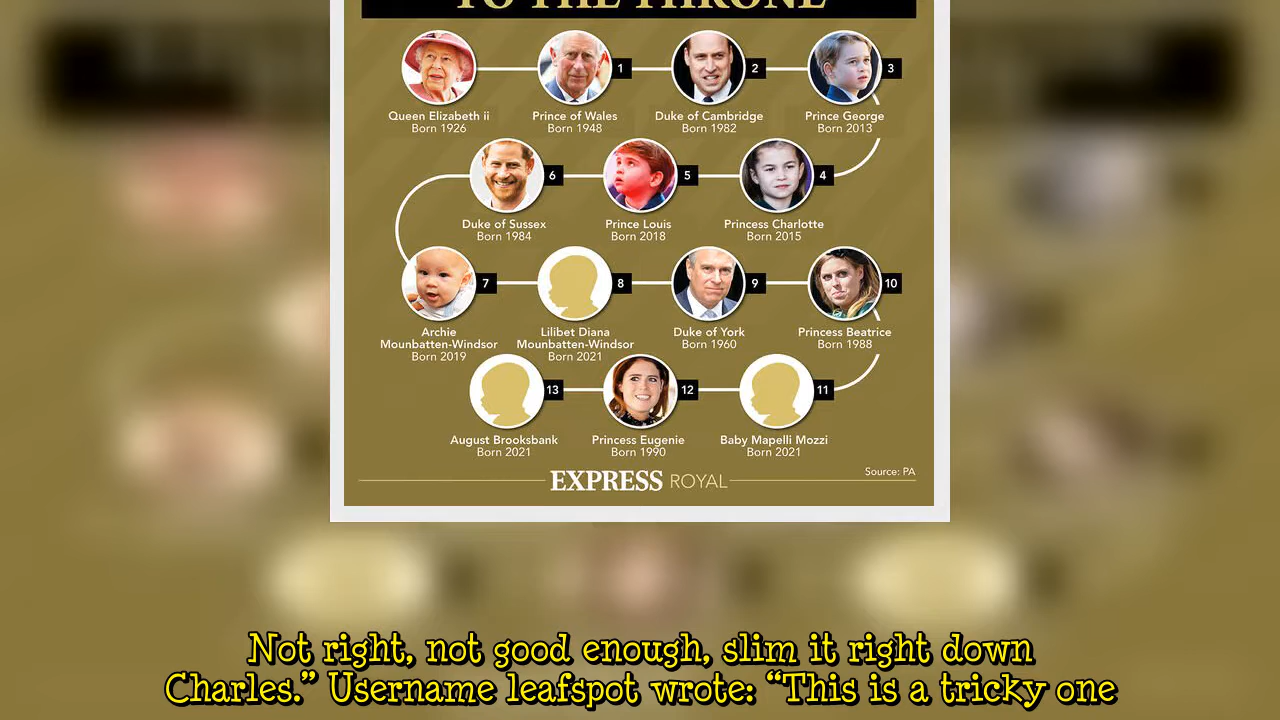 TO THE THRONE
1
2
3
Queen Elizabeth ii
Born 1926
Prince of Wales
Born 1948
Duke of Cambridge
Born 1982
Prince George
Born 2013
6
5
4
Duke of Sussex
Born 1984
Prince Louis
Born 2018
Princess Charlotte
Born 2015
7
8
9
10
Archie
Mounbatten-Windsor
Born 2019
Lilibet Diana
Mounbatten-Windsor
Born 2021
Duke of York
Born 1960
Princess Beatrice
Born 1988
13
12
11
August Brooksbank
Born 2021
Princess Eugenie
Born 1990
Baby Mapelli Mozzi
Born 2021
Source: PA
EXPRESS ROYAL
Not right, not good enough, slim it right down
Charles.” Username leafspot wrote: “This is a tricky one